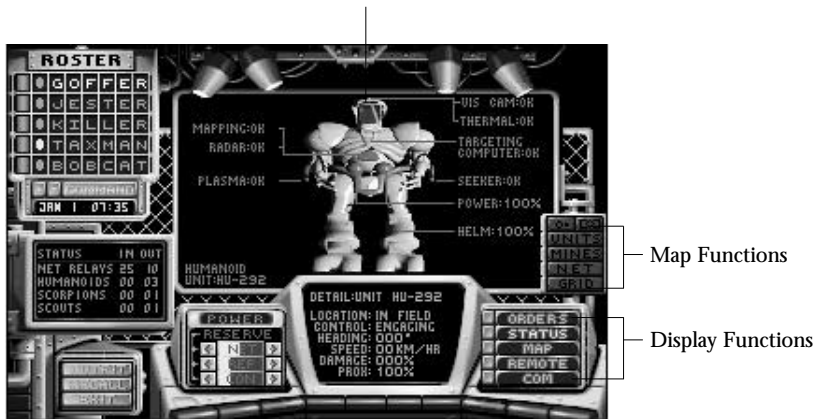 ROSTER
GOFFER
JESTER
KILLER
TAXMAN
BOBCAT
COMMAND
JAN 1 07:35
STATUS IN OUT
NET RELAYS 25 10
HUMANOIDS 00 03
SCORPIONS 00 01
SCOUTS 00 01
EXIT
MAPPING:OK
RADAR:OK
PLASMA:OK
VIS CAM:OK
THERMAL:OK
TARGETING
COMPUTER:OK
SEEKER:OK
POWER:100%
HELM:100%
HUMANOID
UNIT:HU-292
POWER
RESERVE
NET
CON
DETAIL:UNIT HU-292
LOCATION: IN FIELD
CONTROL: ENGAGING
HEADING: 000°
SPEED: 00KM/HR
DAMAGE: 000%
PROX: 100%
UNITS
MINES
NET
GRID
Map Functions
ORDERS
STATUS
MAP
REMOTE
COM
Display Functions